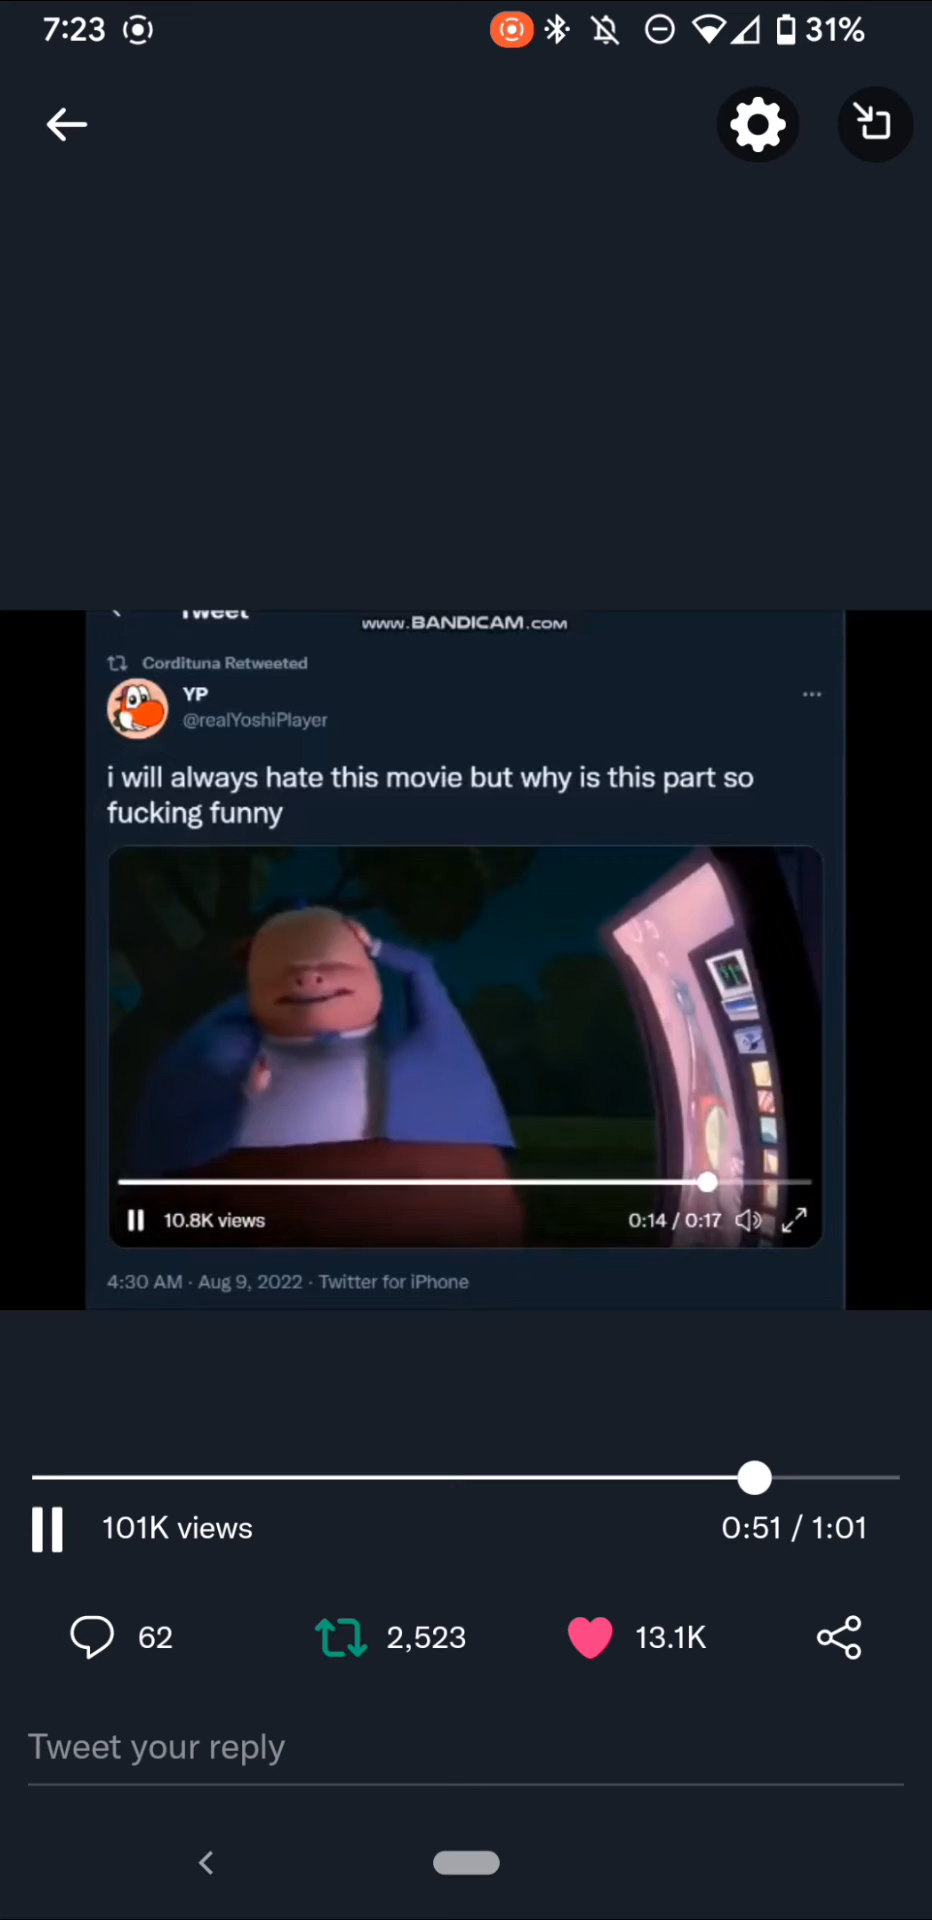 7:23
31%
Tweet
www.BANDICAM.com
Cordituna Retweeted
YP
@realYoshiPlayer
i will always hate this movie but why is this part so
fucking funny
10.8K views
0:14 / 0:17
4:30 AM · Aug 9, 2022 · Twitter for iPhone
101K views
0:51 / 1:01
62
2,523
13.1K
Tweet your reply